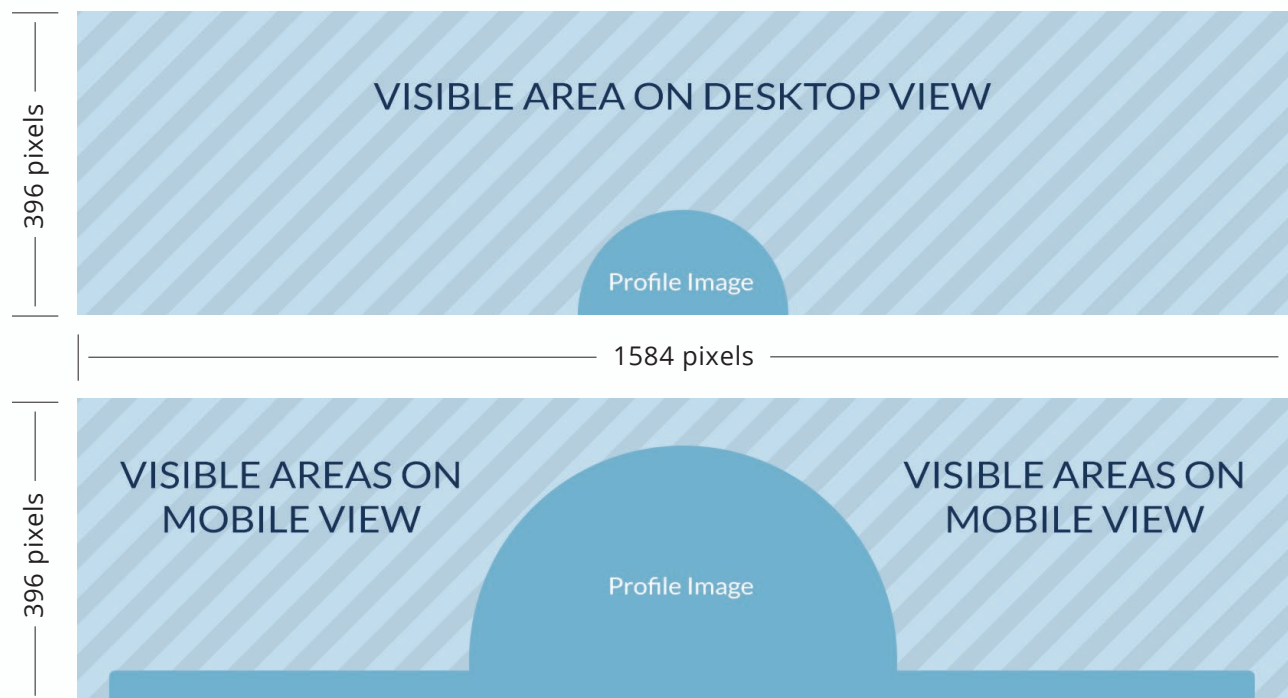 396 pixels
VISIBLE AREA ON DESKTOP VIEW
Profile Image
1584 pixels
396 pixels
VISIBLE AREAS ON
MOBILE VIEW
Profile Image
VISIBLE AREAS ON
MOBILE VIEW